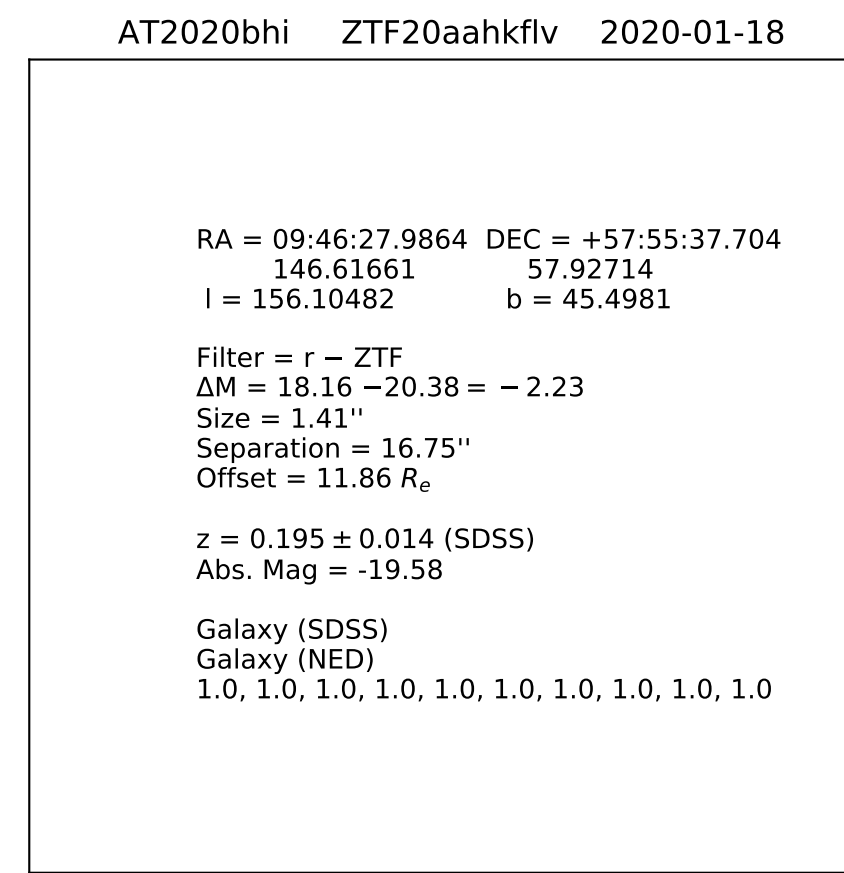 AT2020bhi ZTF20aahkflv 2020-01-18
RA = 09:46:27.9864 DEC = +57:55:37.704
146.61661 57.92714
l = 156.10482 b = 45.4981
Filter = r − ZTF
ΔM = 18.16 −20.38 = − 2.23
Size = 1.41''
Separation = 16.75''
Offset = 11.86 Rₑ
z = 0.195 ± 0.014 (SDSS)
Abs. Mag = -19.58
Galaxy (SDSS)
Galaxy (NED)
1.0, 1.0, 1.0, 1.0, 1.0, 1.0, 1.0, 1.0, 1.0, 1.0